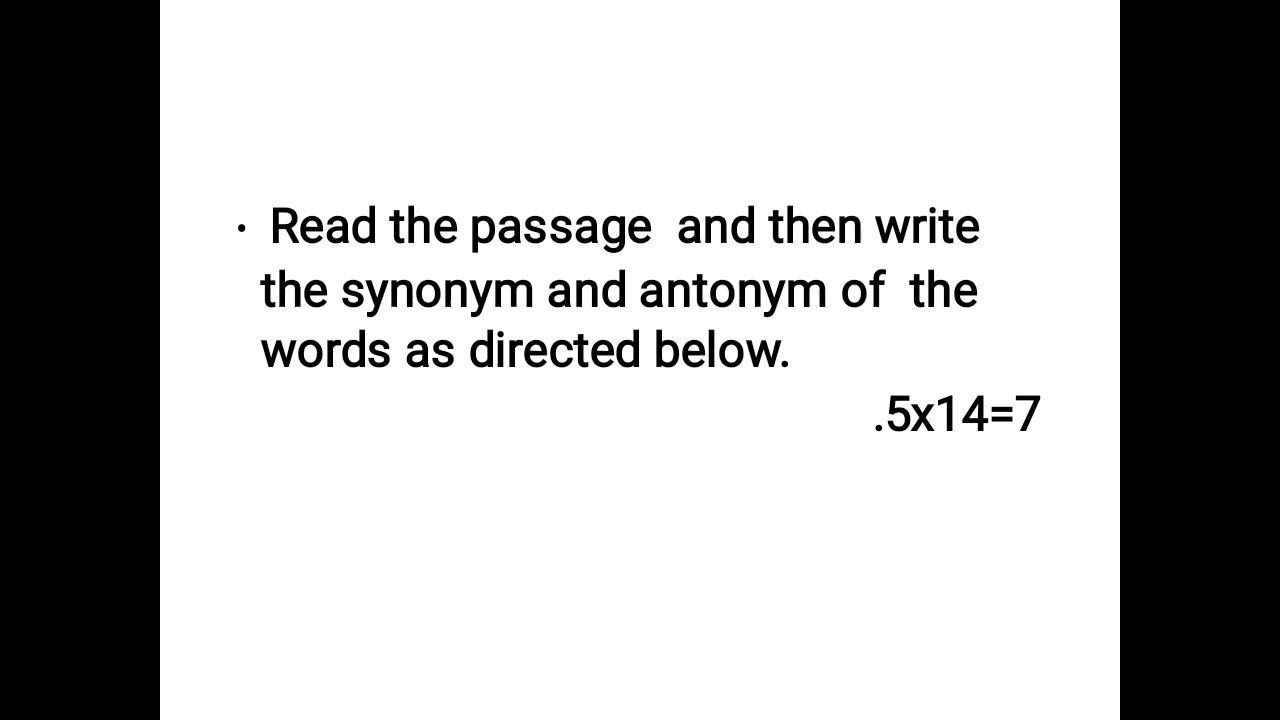 · Read the passage  and then write
the synonym and antonym of  the
words as directed below.
.5x14=7